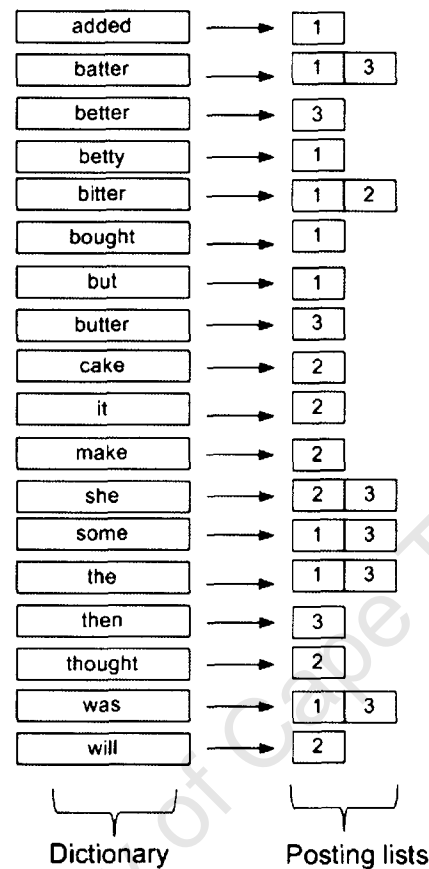 added 1
batter 1 3
better 3
betty 1
bitter 1 2
bought 1
but 1
butter 3
cake 2
it 2
make 2
she 2 3
some 1 3
the 1 3
then 3
thought 2
was 1 3
will 2
of Cape T
Dictionary Posting lists